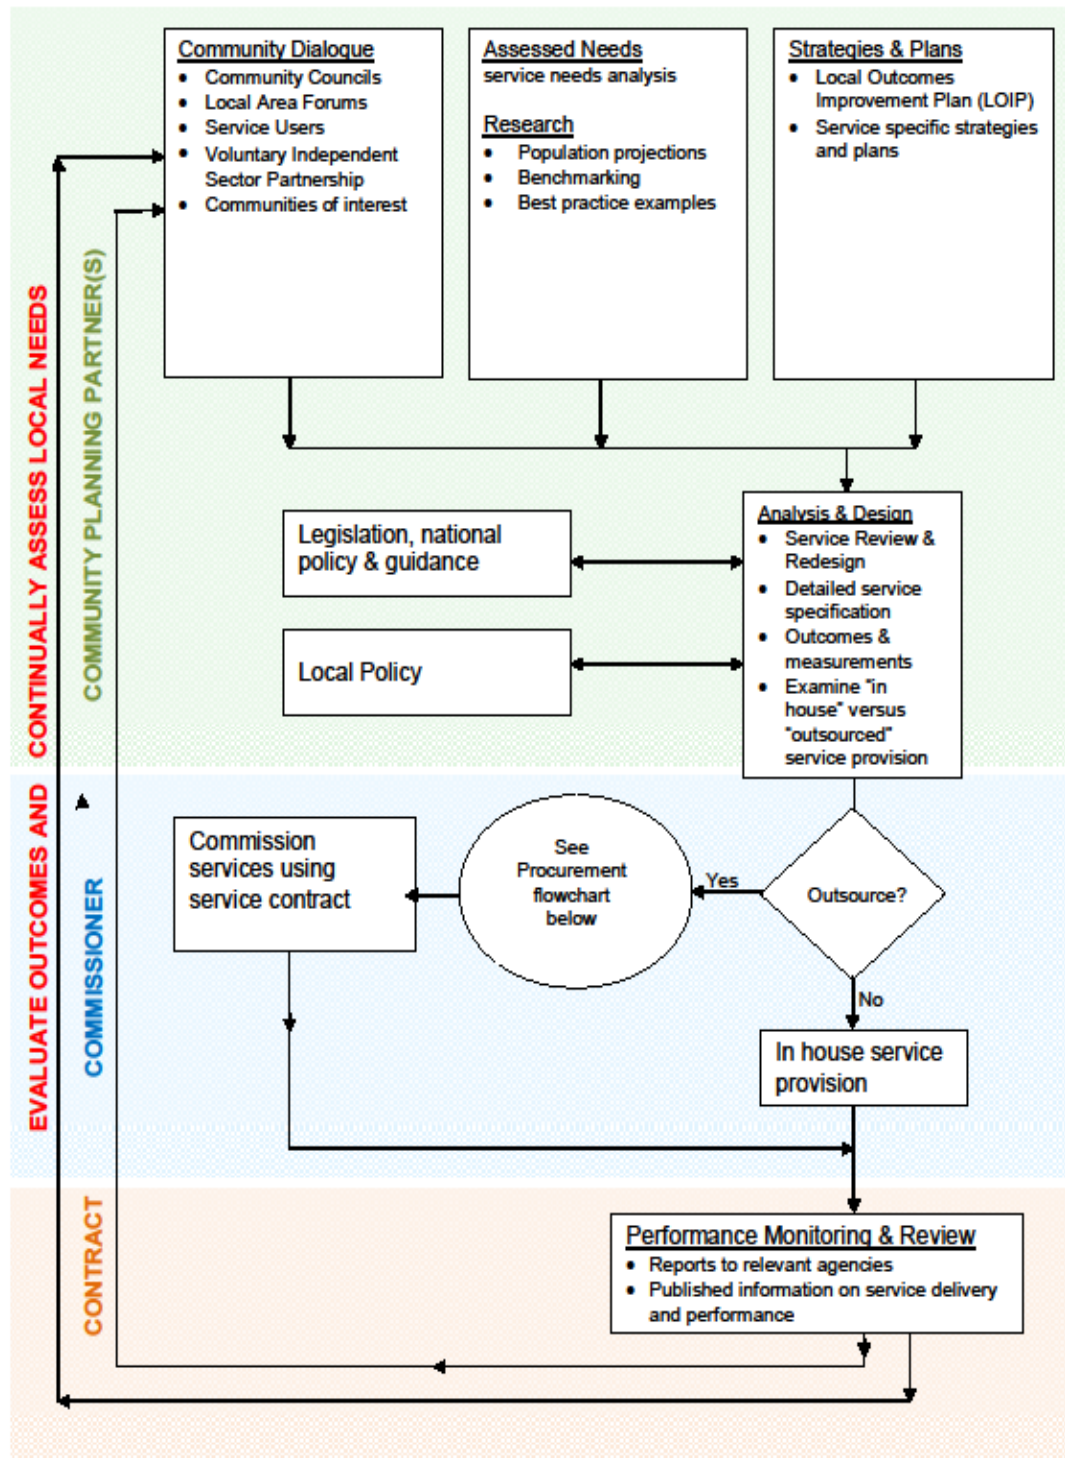 Community Dialoque
• Community Councils
• Local Area Forums
• Service Users
• Voluntary Independent
Sector Partnership
• Communities of interest
Assessed Needs
service needs analysis
Research
• Population projections
• Benchmarking
• Best practice examples
Strategies & Plans
• Local Outcomes
Improvement Plan (LOIP)
• Service specific strategies
and plans
EVALUATE OUTCOMES AND CONTINUALLY ASSESS LOCAL NEEDS
COMMUNITY PLANNING PARTNER(S)
Legislation, national
policy & guidance
Local Policy
Analysis & Design
• Service Review &
Redesign
• Detailed service
specification
• Outcomes &
measurements
• Examine "in
house" versus
"outsourced"
service provision
COMMISSIONER
Commission
services using
service contract
See
Procurement
flowchart
below
Yes
Outsource?
No
In house service
provision
CONTRACT
Performance Monitoring & Review
• Reports to relevant agencies
• Published information on service delivery
and performance